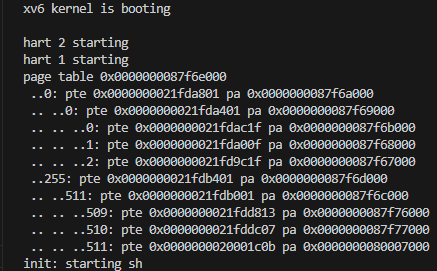 xv6 kernel is booting

hart 2 starting
hart 1 starting
page table 0x0000000087f6e000
 ..0: pte 0x0000000021fda801 pa 0x0000000087f6a000
 .. ..0: pte 0x0000000021fda401 pa 0x0000000087f69000
 .. .. ..0: pte 0x0000000021fdac1f pa 0x0000000087f6b000
 .. .. ..1: pte 0x0000000021fda00f pa 0x0000000087f68000
 .. .. ..2: pte 0x0000000021fd9c1f pa 0x0000000087f67000
 ..255: pte 0x0000000021fdb401 pa 0x0000000087f6d000
 .. ..511: pte 0x0000000021fdb001 pa 0x0000000087f6c000
 .. .. ..509: pte 0x0000000021fdd813 pa 0x0000000087f76000
 .. .. ..510: pte 0x0000000021fddc07 pa 0x0000000087f77000
 .. .. ..511: pte 0x0000000020001c0b pa 0x0000000080007000
init: starting sh